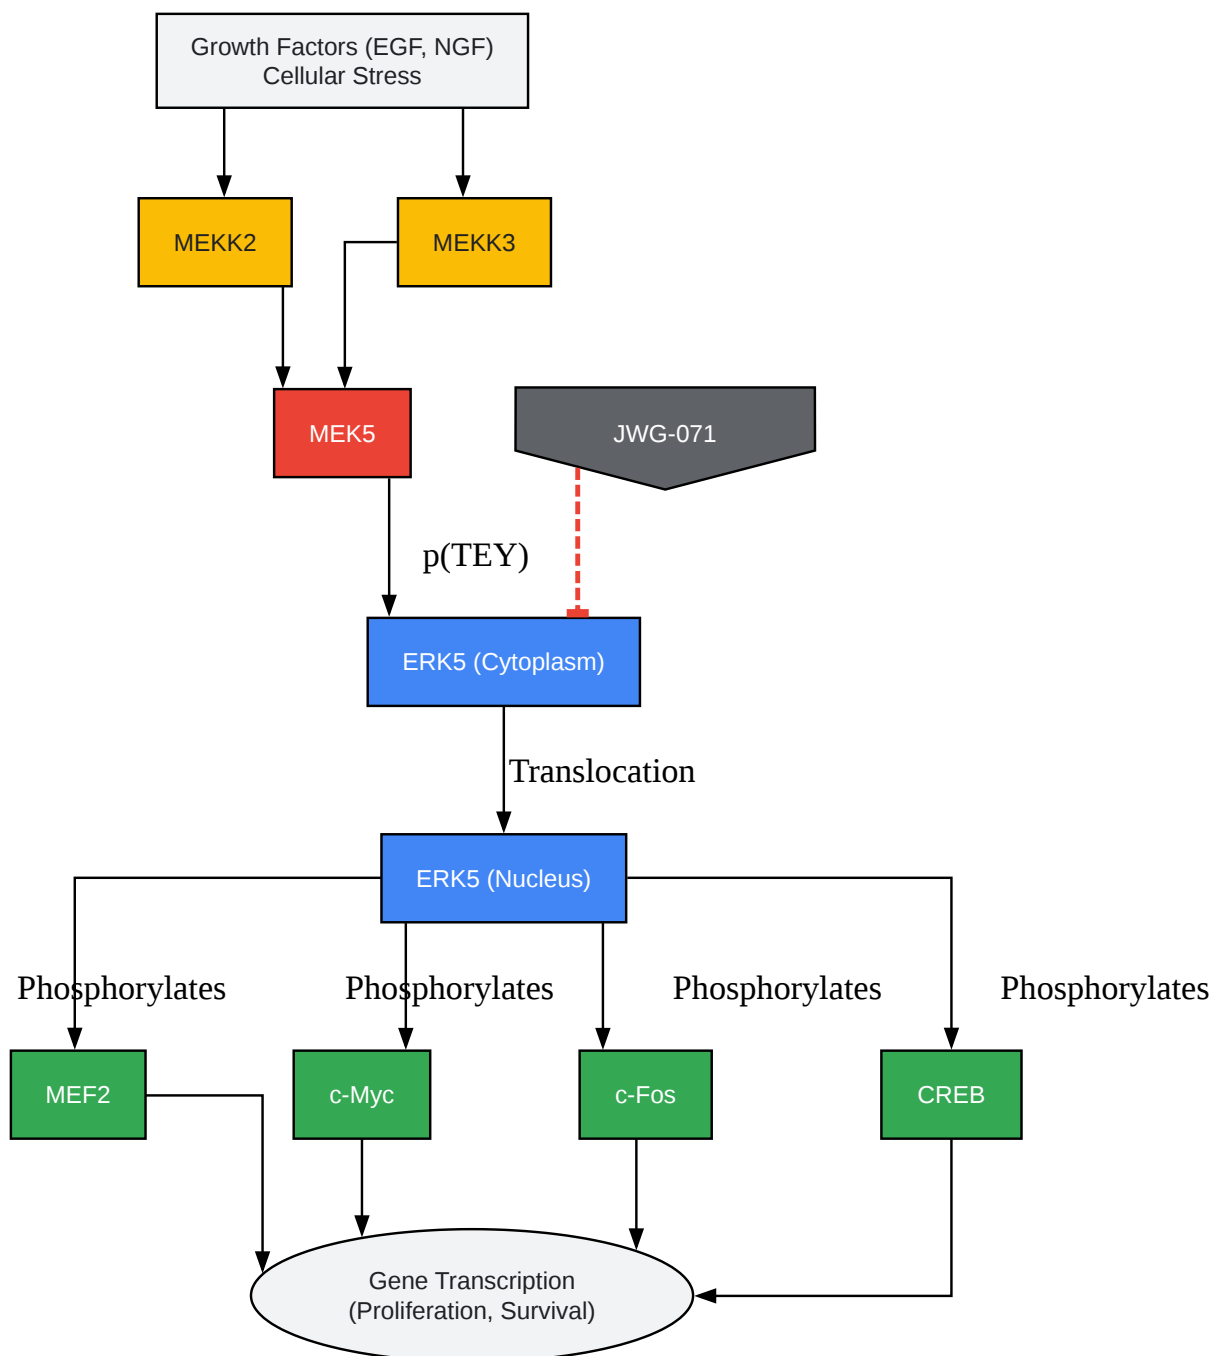 Growth Factors (EGF, NGF)
Cellular Stress
MEKK2
MEKK3
MEK5
JWG-071
p(TEY)
ERK5 (Cytoplasm)
Translocation
ERK5 (Nucleus)
Phosphorylates
Phosphorylates
Phosphorylates
Phosphorylates
MEF2
c-Myc
c-Fos
CREB
Gene Transcription
(Proliferation, Survival)